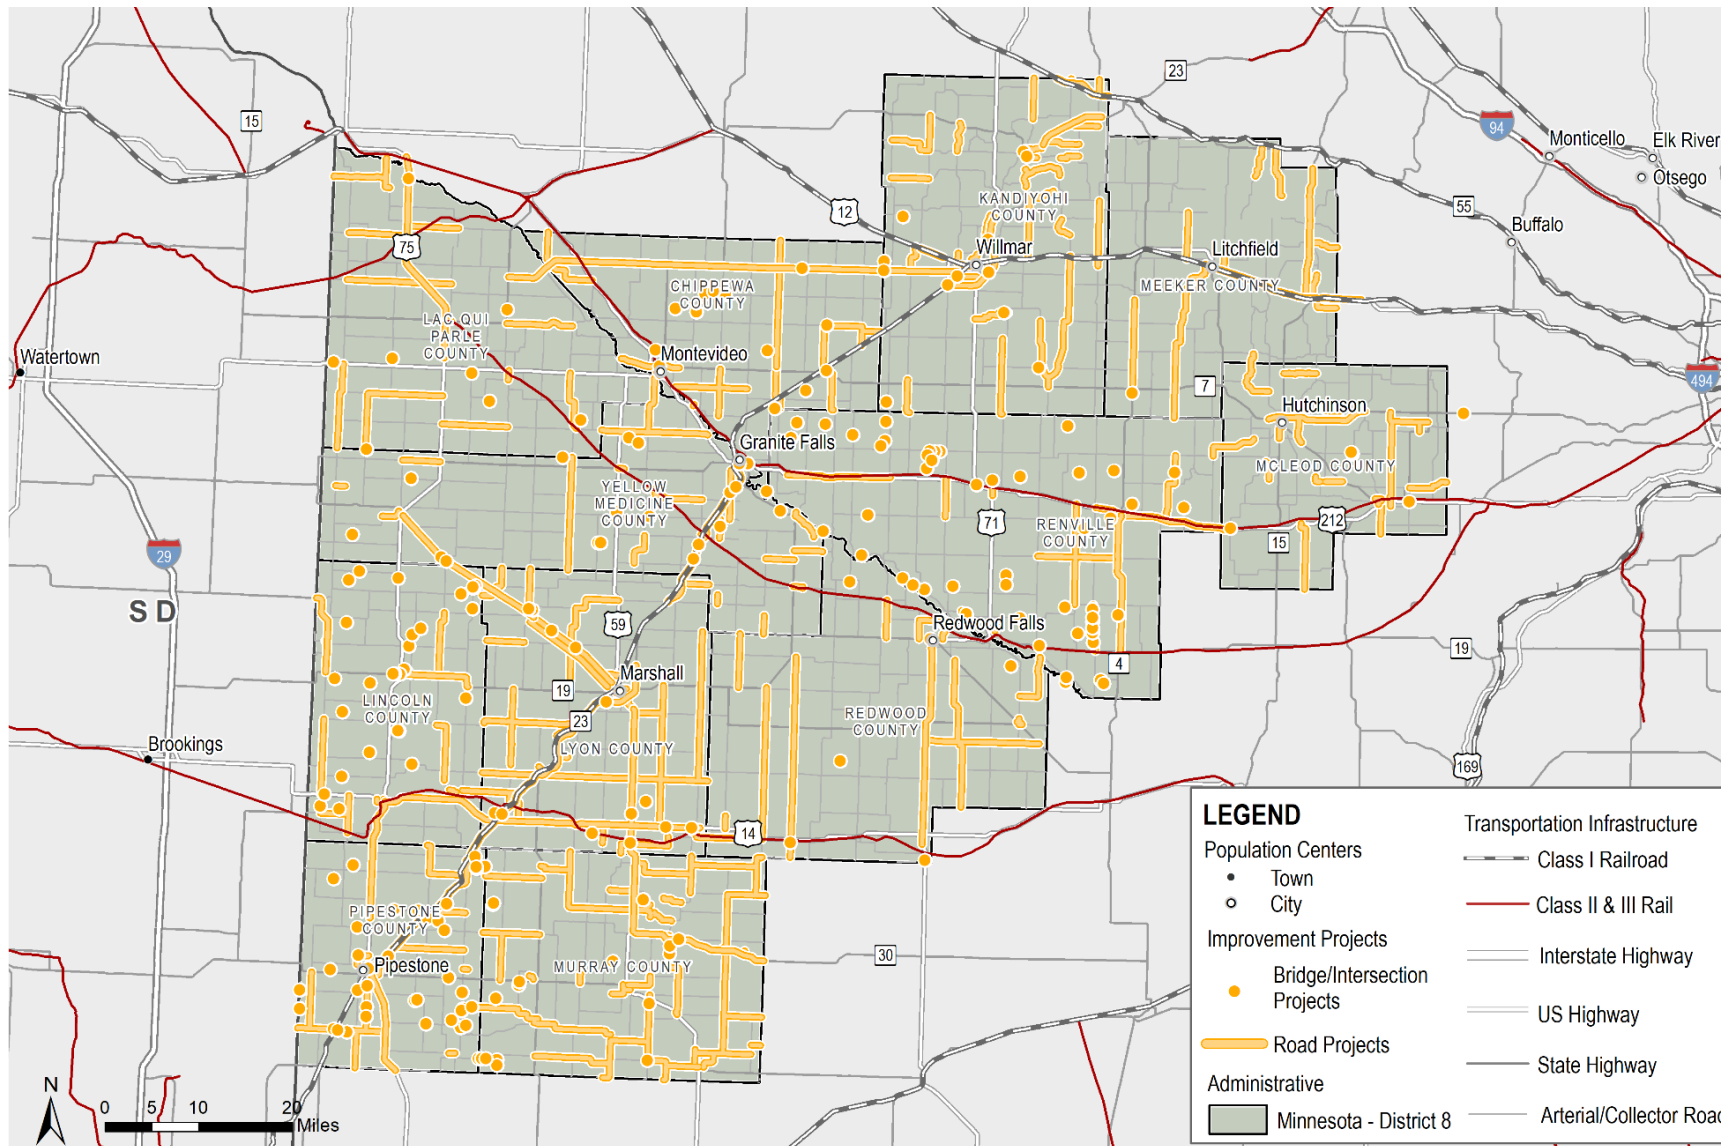 23
15
94
Monticello
Elk River
Otsego
55
12
KANDIYOHI
COUNTY
Buffalo
75
Willmar
Litchfield
MEEKER COUNTY
CHIPPEWA
COUNTY
LAC QUI
PARLE
COUNTY
Watertown
Montevideo
7
494
Hutchinson
Granite Falls
MCLEOD COUNTY
YELLOW
MEDICINE
COUNTY
71
RENVILLE
COUNTY
212
15
29
SD
59
Redwood Falls
19
4
Marshall
19
LINCOLN
COUNTY
23
REDWOOD
COUNTY
LYON COUNTY
Brookings
169
14
PIPESTONE
COUNTY
30
Pipestone
MURRAY COUNTY
N
0 5 10 20
Miles
LEGEND
Population Centers
Town
City
Improvement Projects
Bridge/Intersection
Projects
Road Projects
Administrative
Minnesota - District 8
Transportation Infrastructure
Class I Railroad
Class II & III Rail
Interstate Highway
US Highway
State Highway
Arterial/Collector Road